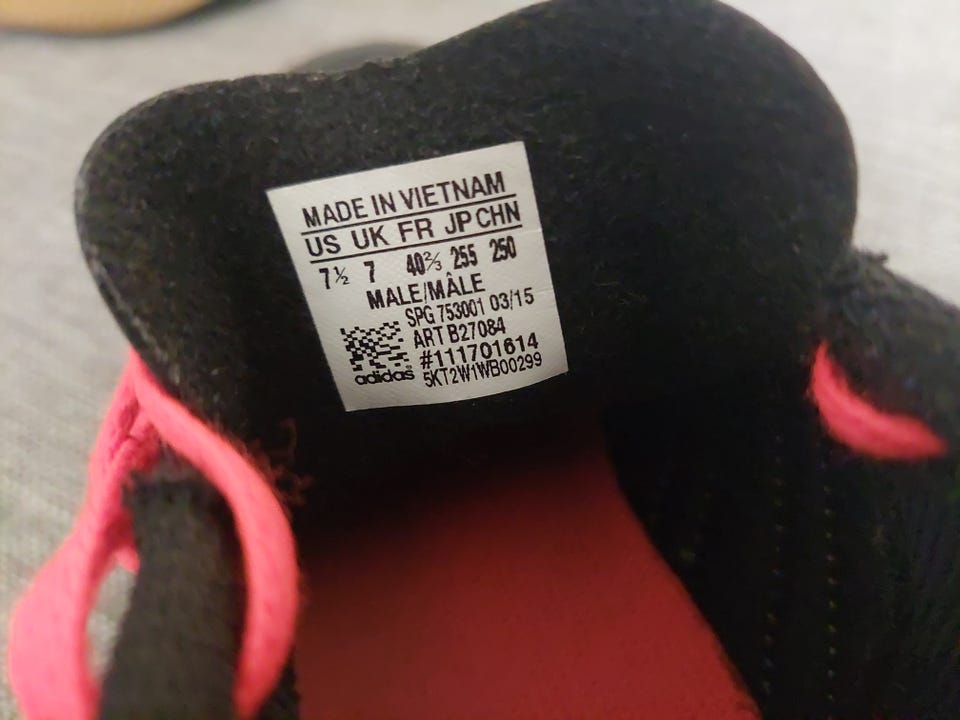 MADE IN VIETNAM
US UK FR JP CHN
7½ 7 40⅔ 255 250
MALE/MÂLE
SPG 753001 03/15
ART B27084
#111701614
adidas 5KT2W1WB00299